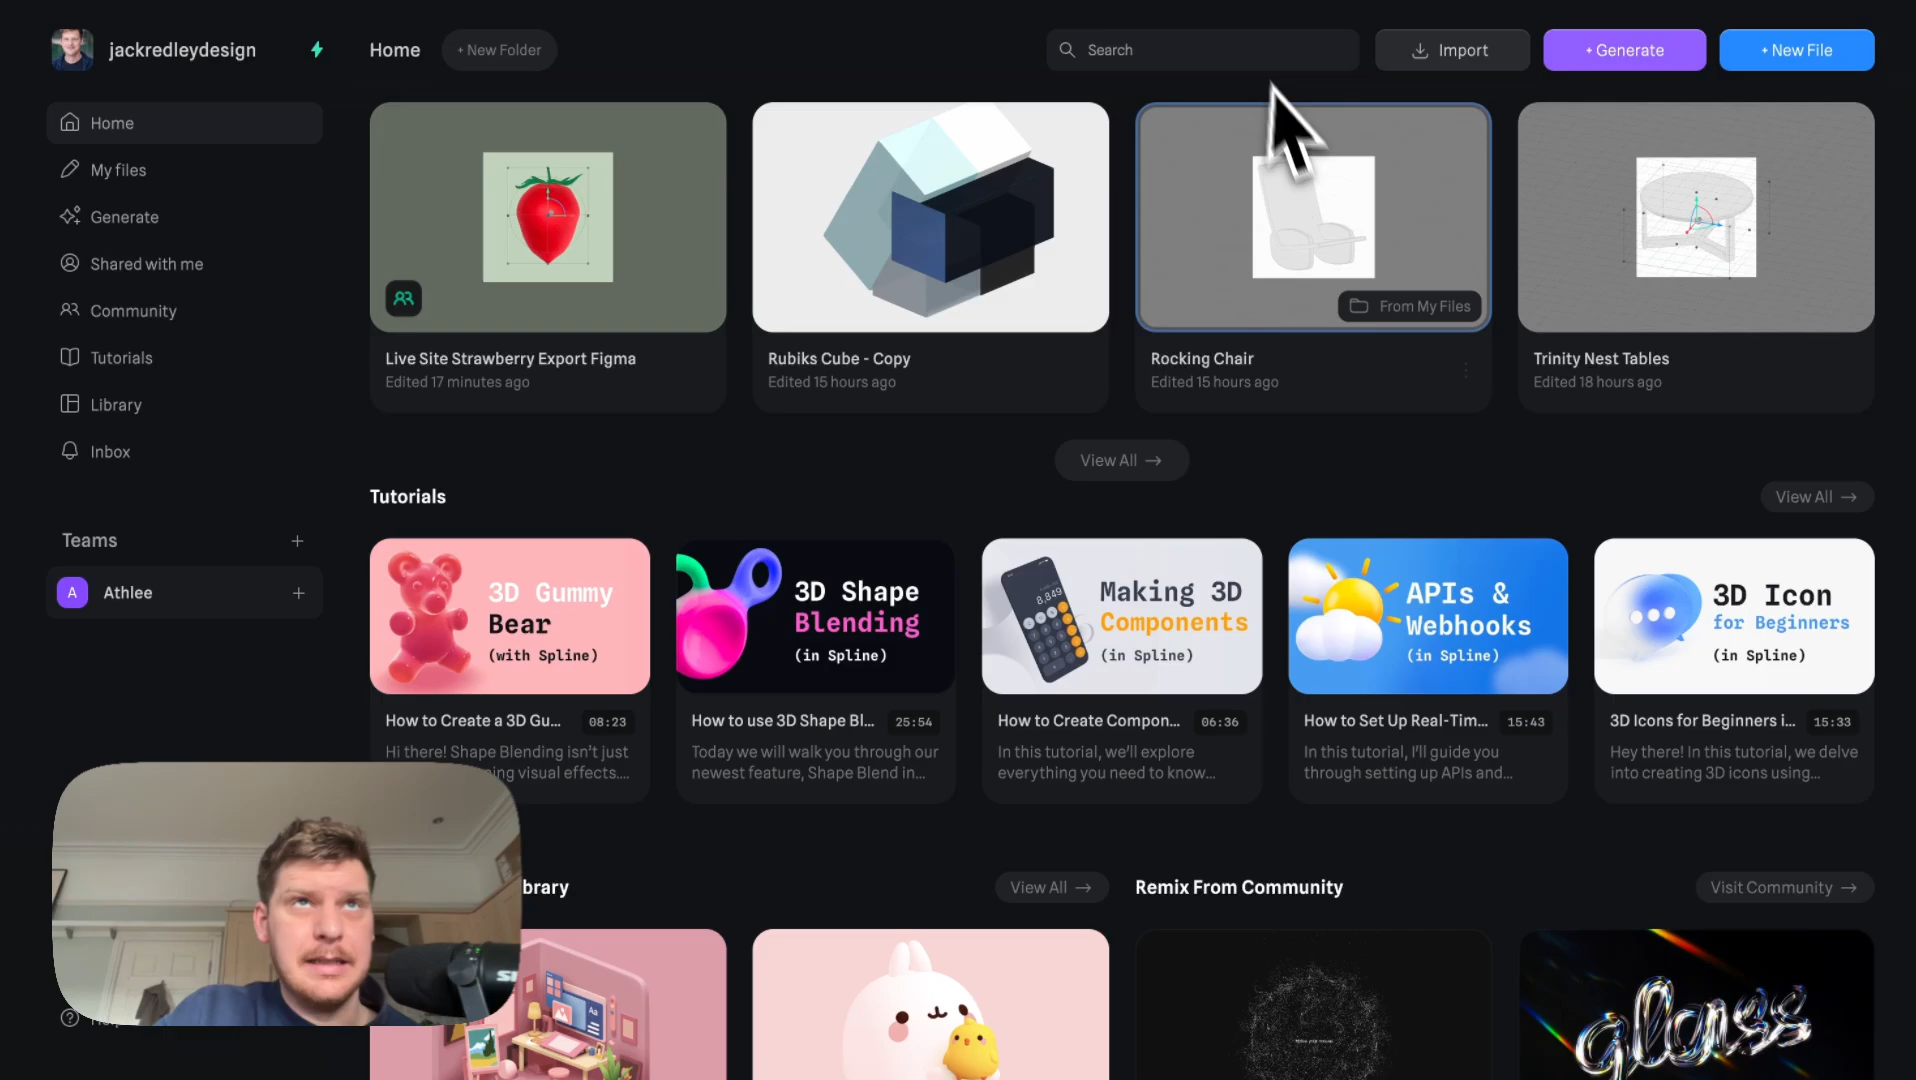 jackredleydesign
Home
+ New Folder
Search
Import
+ Generate
+ New File
Home
My files
Generate
Shared with me
Community
Tutorials
Library
Inbox
Teams
+
A
Athlee
+
From My Files
Live Site Strawberry Export Figma
Edited 17 minutes ago
Rubiks Cube - Copy
Edited 15 hours ago
Rocking Chair
Edited 15 hours ago
Trinity Nest Tables
Edited 18 hours ago
View All →
Tutorials
View All →
3D Gummy
Bear
(with Spline)
3D Shape
Blending
(in Spline)
8,849
Making 3D
Components
(in Spline)
APIs &
Webhooks
(in Spline)
3D Icon
for Beginners
(in Spline)
How to Create a 3D Gu...
08:23
Hi there! Shape Blending isn't just
ng visual effects....
How to use 3D Shape Bl...
25:54
Today we will walk you through our
newest feature, Shape Blend in...
How to Create Compon...
06:36
In this tutorial, we'll explore
everything you need to know...
How to Set Up Real-Tim...
15:43
In this tutorial, I'll guide you
through setting up APIs and...
3D Icons for Beginners i...
15:33
Hey there! In this tutorial, we delve
into creating 3D icons using...
brary
View All →
Remix From Community
Visit Community →
Aa
glass